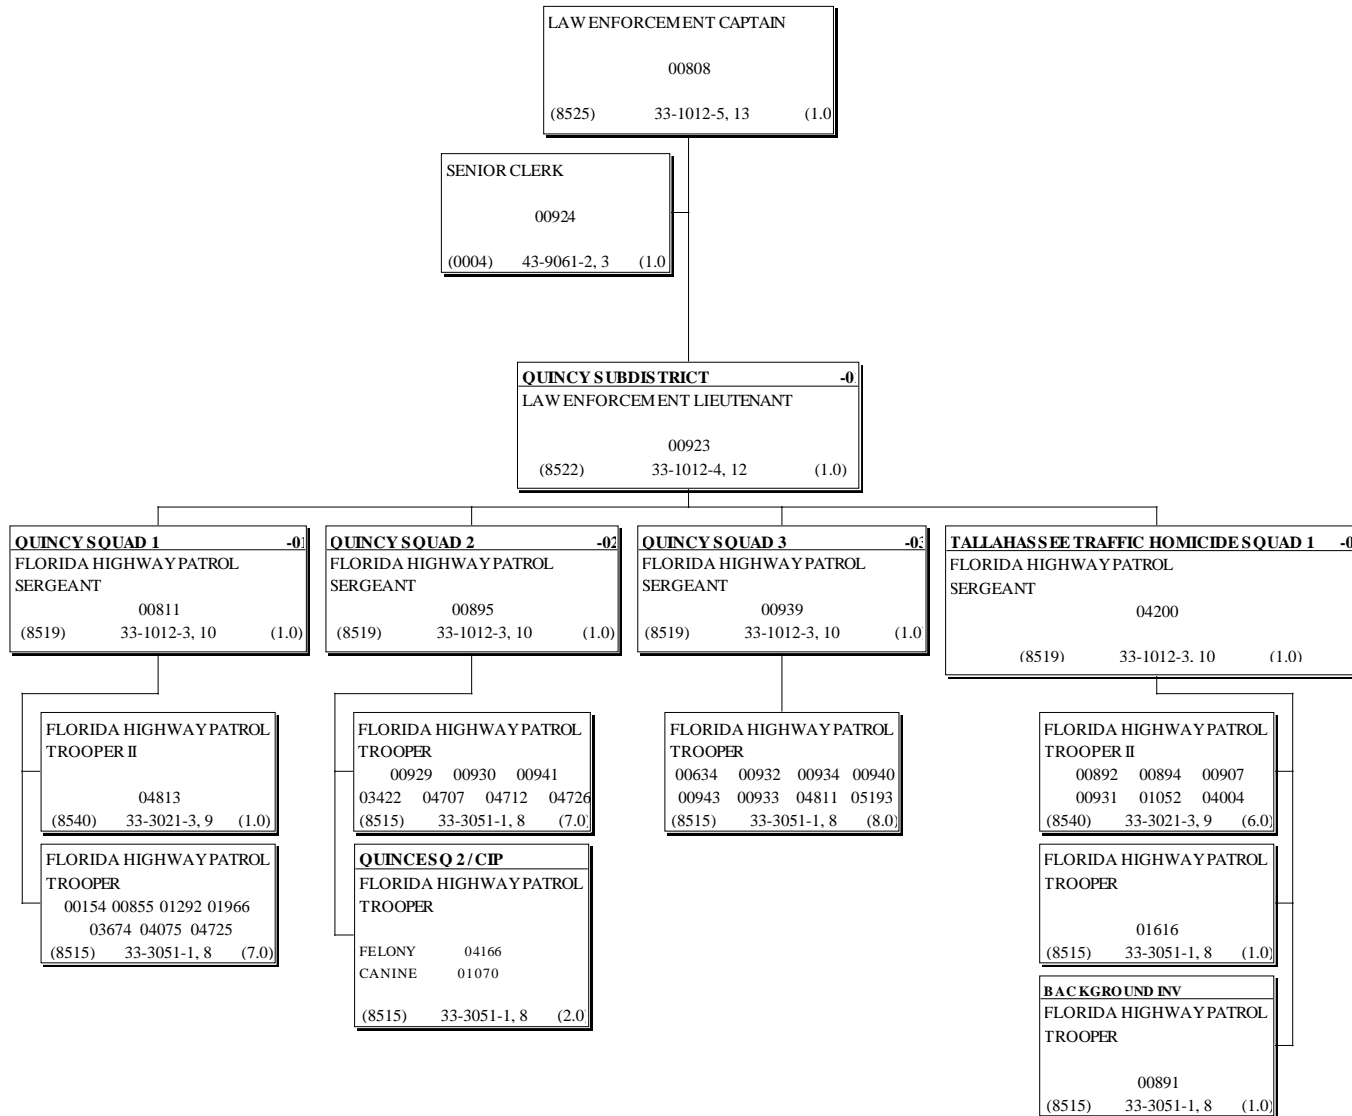 LAW ENFORCEMENT CAPTAIN
00808
(8525) 33-1012-5, 13 (1.0
SENIOR CLERK
00924
(0004) 43-9061-2, 3 (1.0
QUINCY SUBDISTRICT -0
LAW ENFORCEMENT LIEUTENANT
00923
(8522) 33-1012-4, 12 (1.0)
QUINCY SQUAD 1 -01
FLORIDA HIGHWAY PATROL
SERGEANT
00811
(8519) 33-1012-3, 10 (1.0)
QUINCY SQUAD 2 -02
FLORIDA HIGHWAY PATROL
SERGEANT
00895
(8519) 33-1012-3, 10 (1.0)
QUINCY SQUAD 3 -03
FLORIDA HIGHWAY PATROL
SERGEANT
00939
(8519) 33-1012-3, 10 (1.0)
TALLAHASSEE TRAFFIC HOMICIDE SQUAD 1 -0
FLORIDA HIGHWAY PATROL
SERGEANT
04200
(8519) 33-1012-3, 10 (1.0)
FLORIDA HIGHWAY PATROL
TROOPER II
04813
(8540) 33-3021-3, 9 (1.0)
FLORIDA HIGHWAY PATROL
TROOPER
00154 00855 01292 01966
03674 04075 04725
(8515) 33-3051-1, 8 (7.0)
FLORIDA HIGHWAY PATROL
TROOPER
00929 00930 00941
03422 04707 04712 04726
(8515) 33-3051-1, 8 (7.0)
QUINCE SQ 2 / CIP
FLORIDA HIGHWAY PATROL
TROOPER
FELONY 04166
CANINE 01070
(8515) 33-3051-1, 8 (2.0)
FLORIDA HIGHWAY PATROL
TROOPER
00634 00932 00934 00940
00943 00933 04811 05193
(8515) 33-3051-1, 8 (8.0)
FLORIDA HIGHWAY PATROL
TROOPER II
00892 00894 00907
00931 01052 04004
(8540) 33-3021-3, 9 (6.0)
FLORIDA HIGHWAY PATROL
TROOPER
01616
(8515) 33-3051-1, 8 (1.0)
BACKGROUND INV
FLORIDA HIGHWAY PATROL
TROOPER
00891
(8515) 33-3051-1, 8 (1.0)